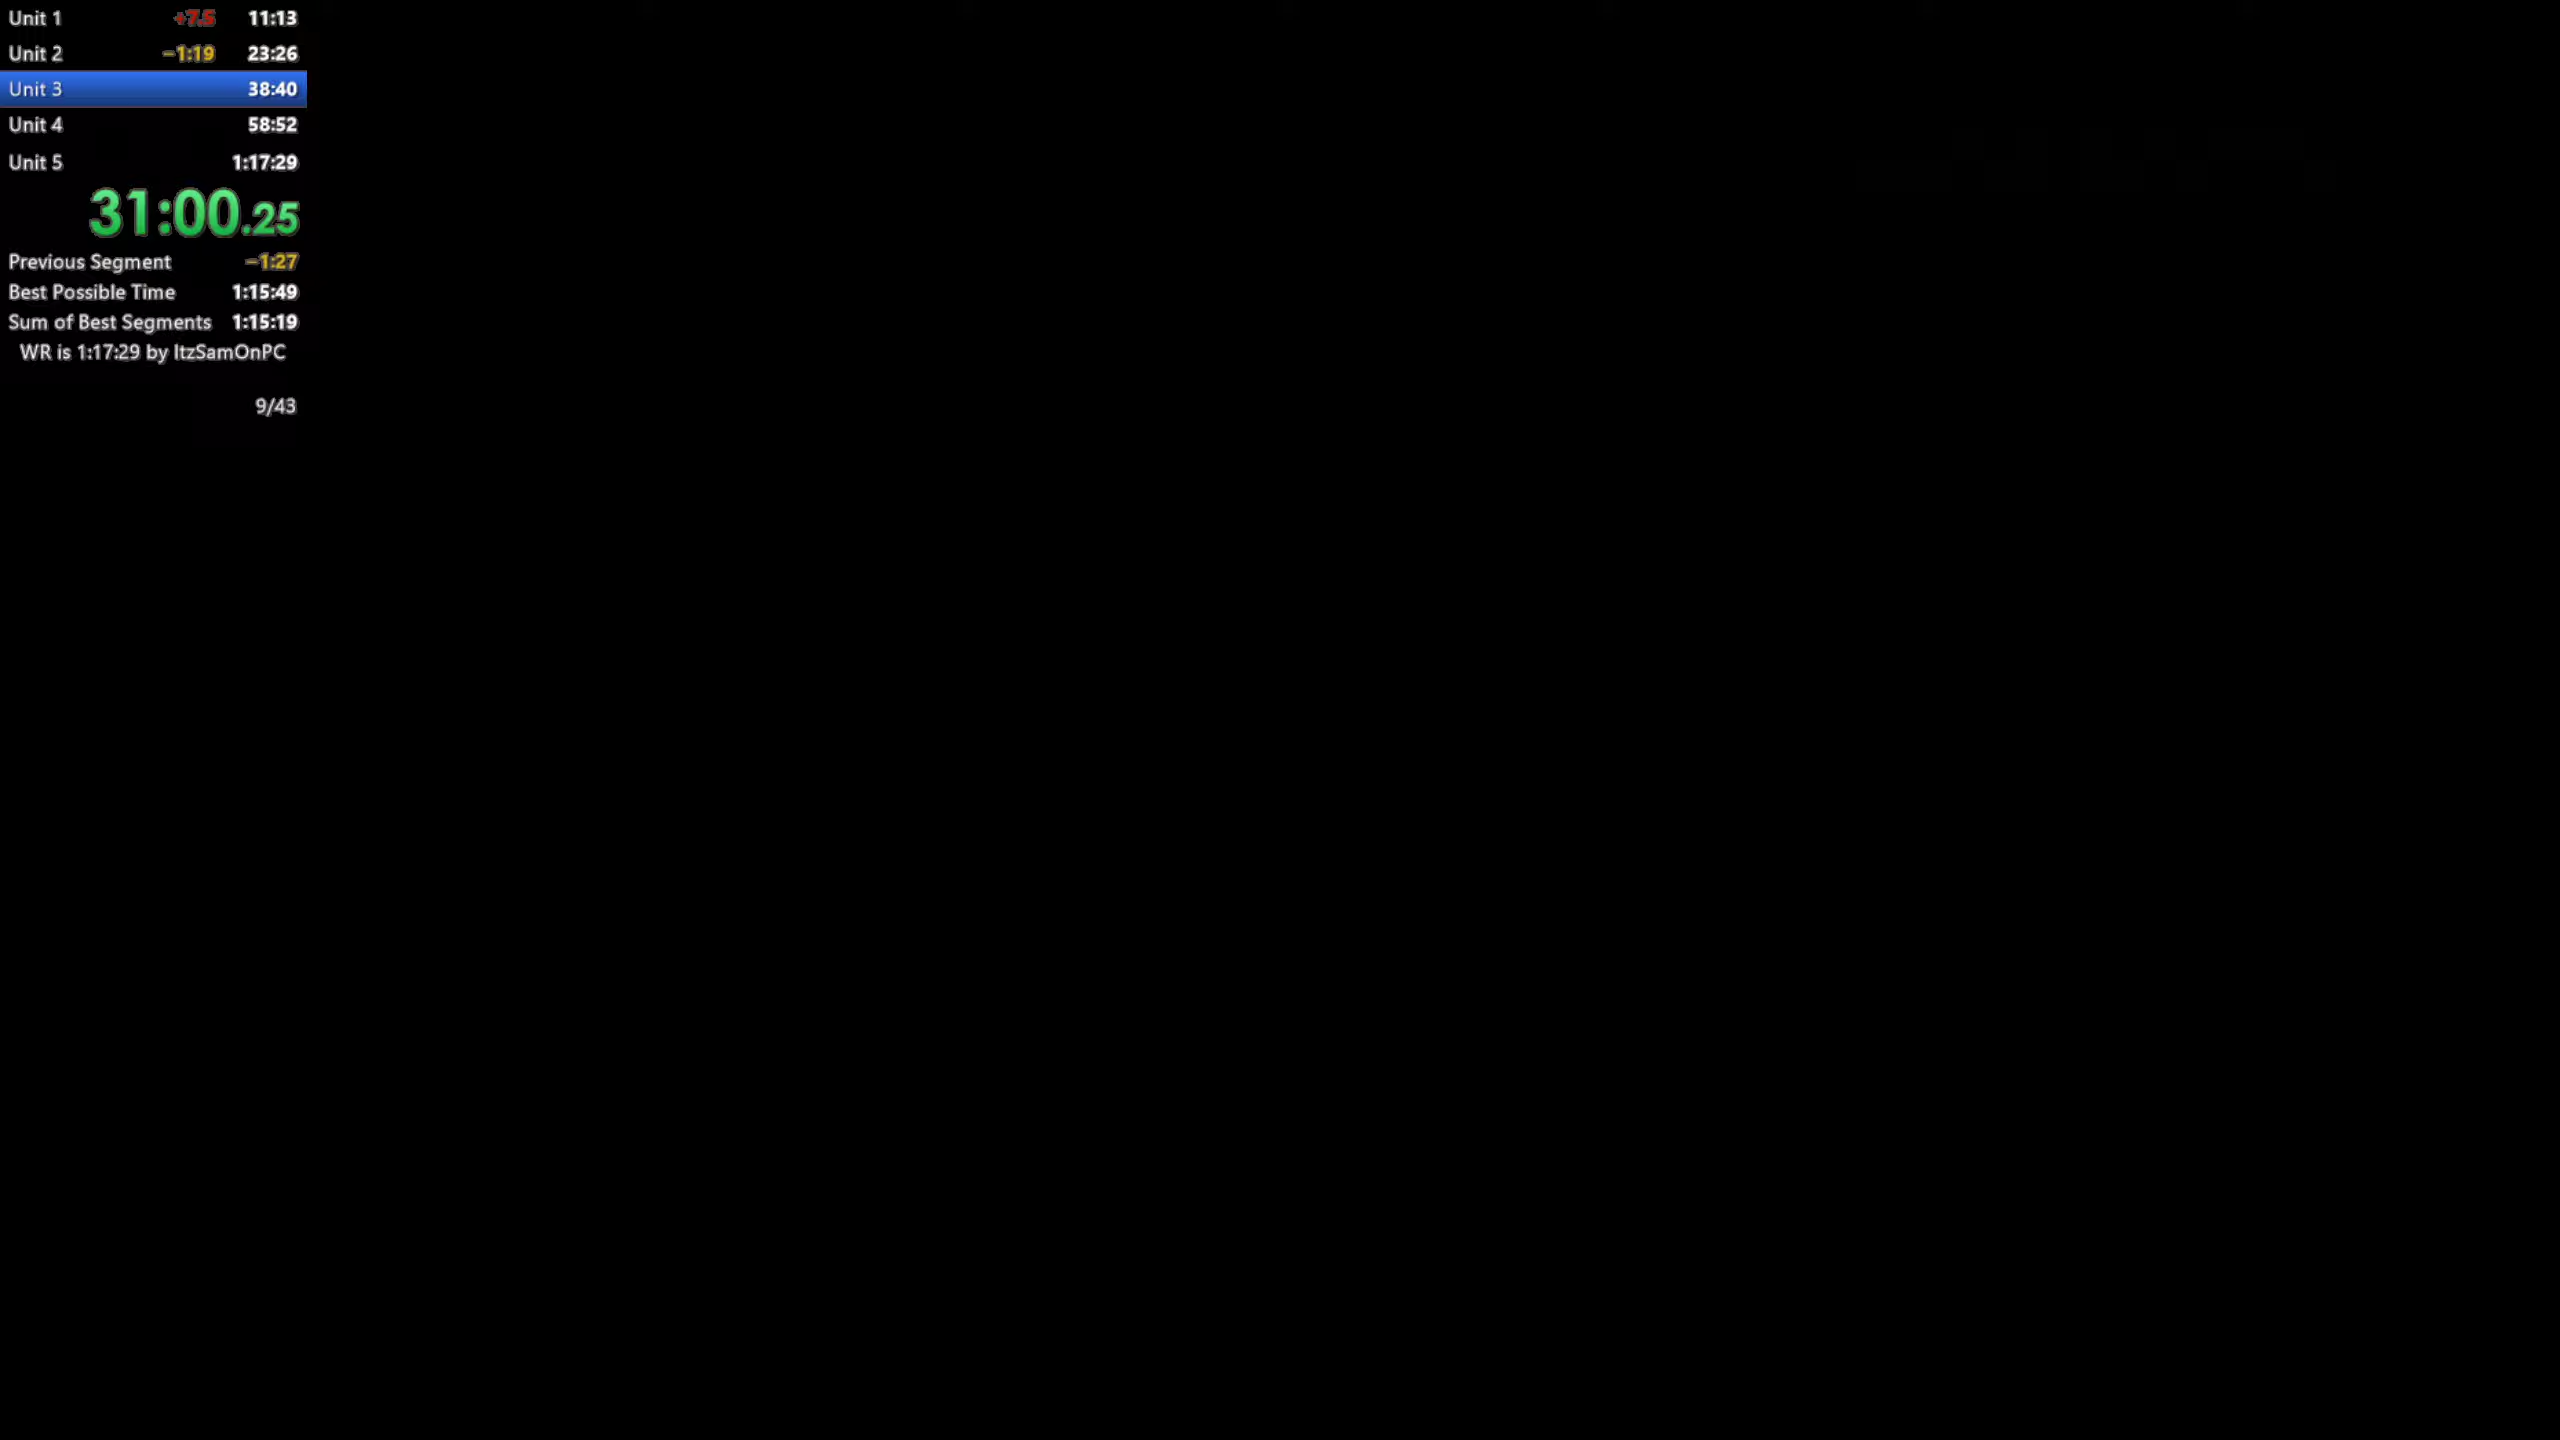 Unit 1 +7.5 11:13
Unit 2 −1:19 23:26
Unit 3 38:40
Unit 4 58:52
Unit 5 1:17:29
31:00.25
Previous Segment −1:27
Best Possible Time 1:15:49
Sum of Best Segments 1:15:19
WR is 1:17:29 by ItzSamOnPC
9/43